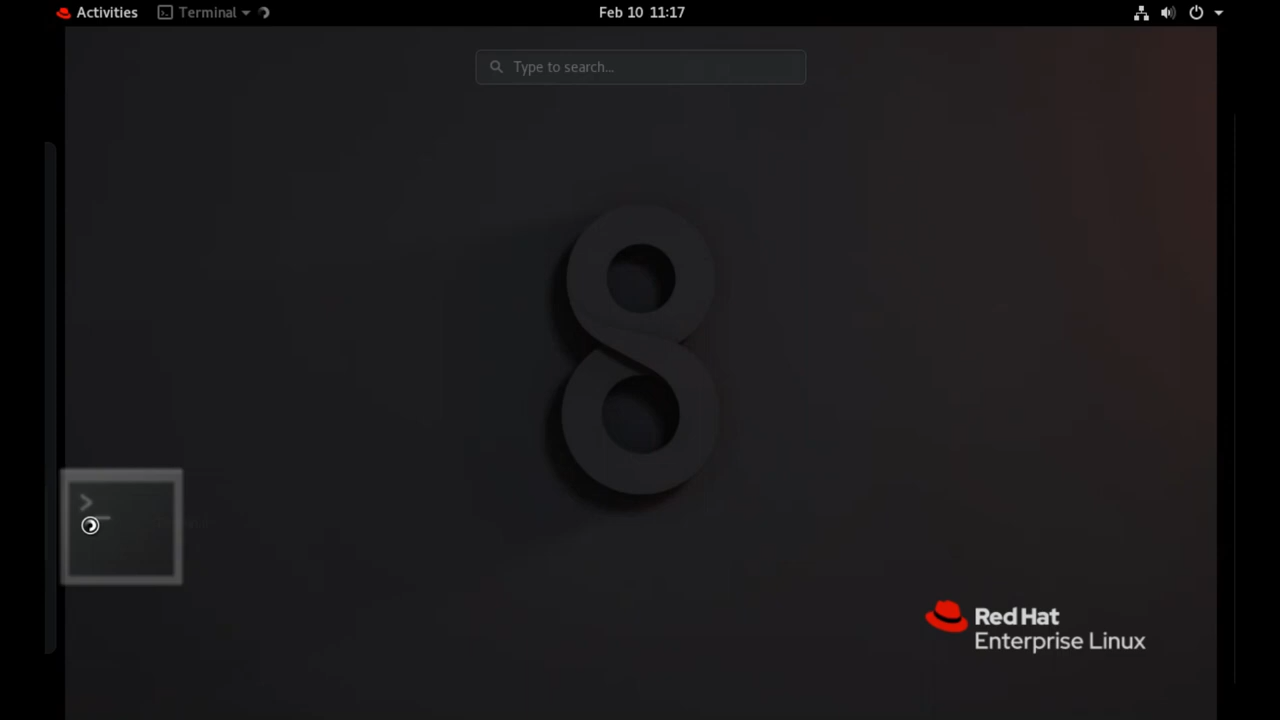 Activities
Terminal
Feb 10 11:17
Type to search...
8
>_
Red Hat
Enterprise Linux